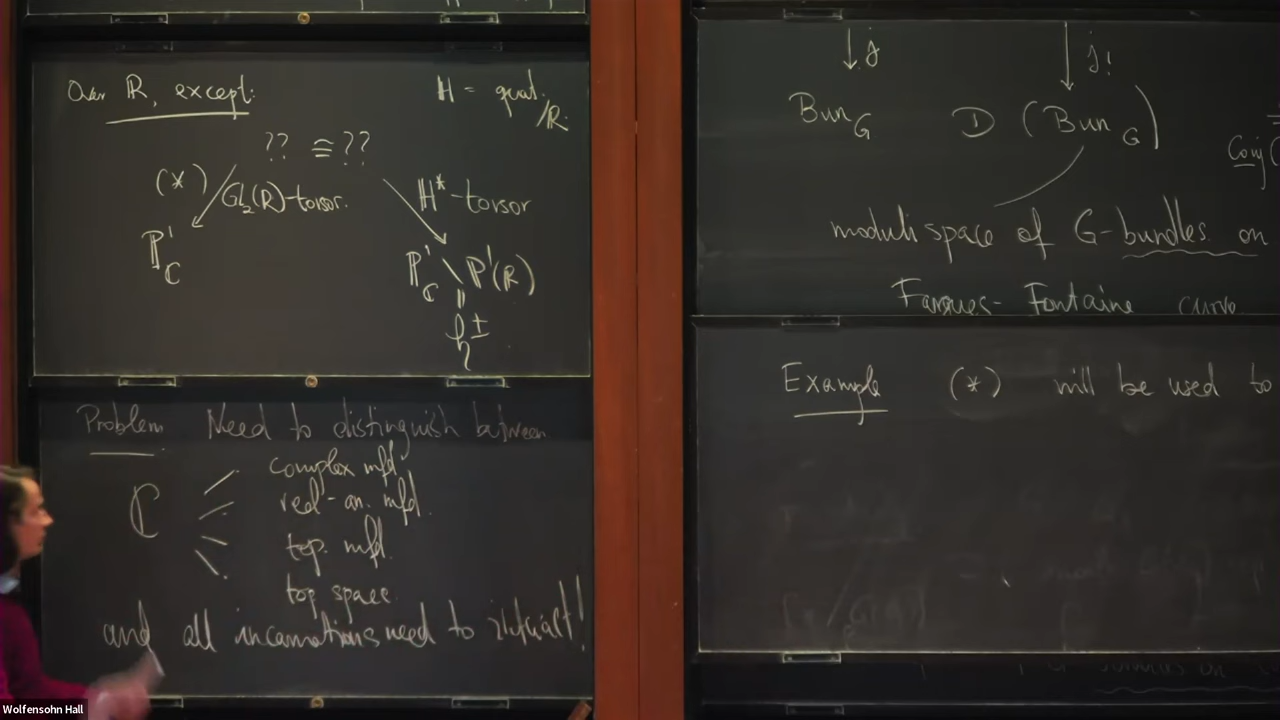 Over ℝ, except:
ℍ = quat. /ℝ.
?? ≅ ??
(*) GL₂(ℝ)-torsor.
ℍ*-torsor
ℙ¹_ℂ
ℙ¹_ℂ \ ℙ¹(ℝ)
=
h±
Problem Need to distinguish between
ℂ
complex mfd.
real-an. mfd.
top. mfd.
top space
and all incarnations need to interact!
↓ j
↓ j!
Bun_G D(Bun_G)
Conj
moduli space of G-bundles on
Fargues-Fontaine curve.
Example (*) will be used to
Wolfensohn Hall